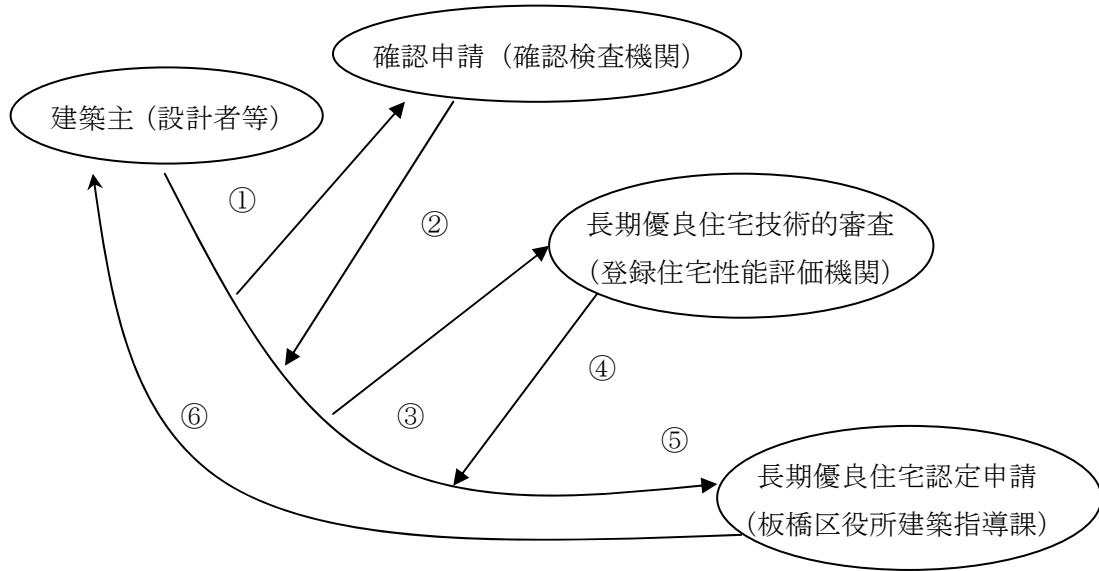 確認申請（確認検査機関）
建築主（設計者等）
①
②
長期優良住宅技術的審査
（登録住宅性能評価機関）
④
③
⑥
⑤
長期優良住宅認定申請
（板橋区役所建築指導課）